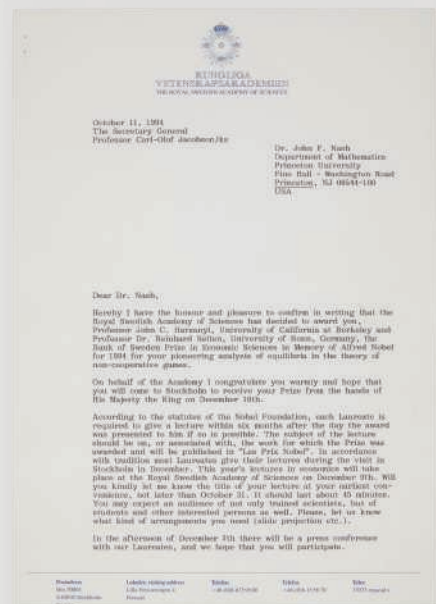 KUNGLIGA
VETENSKAPSAKADEMIEN
THE ROYAL SWEDISH ACADEMY OF SCIENCES
October 11, 1994
The Secretary General
Professor Carl-Olof Jacobson/kr
Dr. John F. Nash
Department of Mathematics
Princeton University
Fine Hall - Washington Road
Princeton, NJ 08544-100
USA
Dear Dr. Nash,
Hereby I have the honour and pleasure to confirm in writing that the
Royal Swedish Academy of Sciences has decided to award you,
Professor John C. Harsanyi, University of California at Berkeley and
Professor Dr. Reinhard Selten, University of Bonn, Germany, the
Bank of Sweden Prize in Economic Sciences in Memory of Alfred Nobel
for 1994 for your pioneering analysis of equilibria in the theory of
non-cooperative games.
On behalf of the Academy I congratulate you warmly and hope that
you will come to Stockholm to receive your Prize from the hands of
His Majesty the King on December 10th.
According to the statutes of the Nobel Foundation, each Laureate is
required to give a lecture within six months after the day the award
was presented to him if so is possible. The subject of the lecture
should be on, or associated with, the work for which the Prize was
awarded and will be published in "Les Prix Nobel". In accordance
with tradition most Laureates give their lectures during the visit in
Stockholm in December. This year's lectures in economics will take
place at the Royal Swedish Academy of Sciences on December 9th. Will
you kindly let me know the title of your lecture at your earliest con-
venience, not later than October 31. It should last about 45 minutes.
You may expect an audience of not only trained scientists, but of
students and other interested persons as well. Please, let us know
what kind of arrangements you need (slide projection etc.).
In the afternoon of December 7th there will be a press conference
with our Laureates, and we hope that you will participate.
Postadress
Telefon
Telefax
Telex